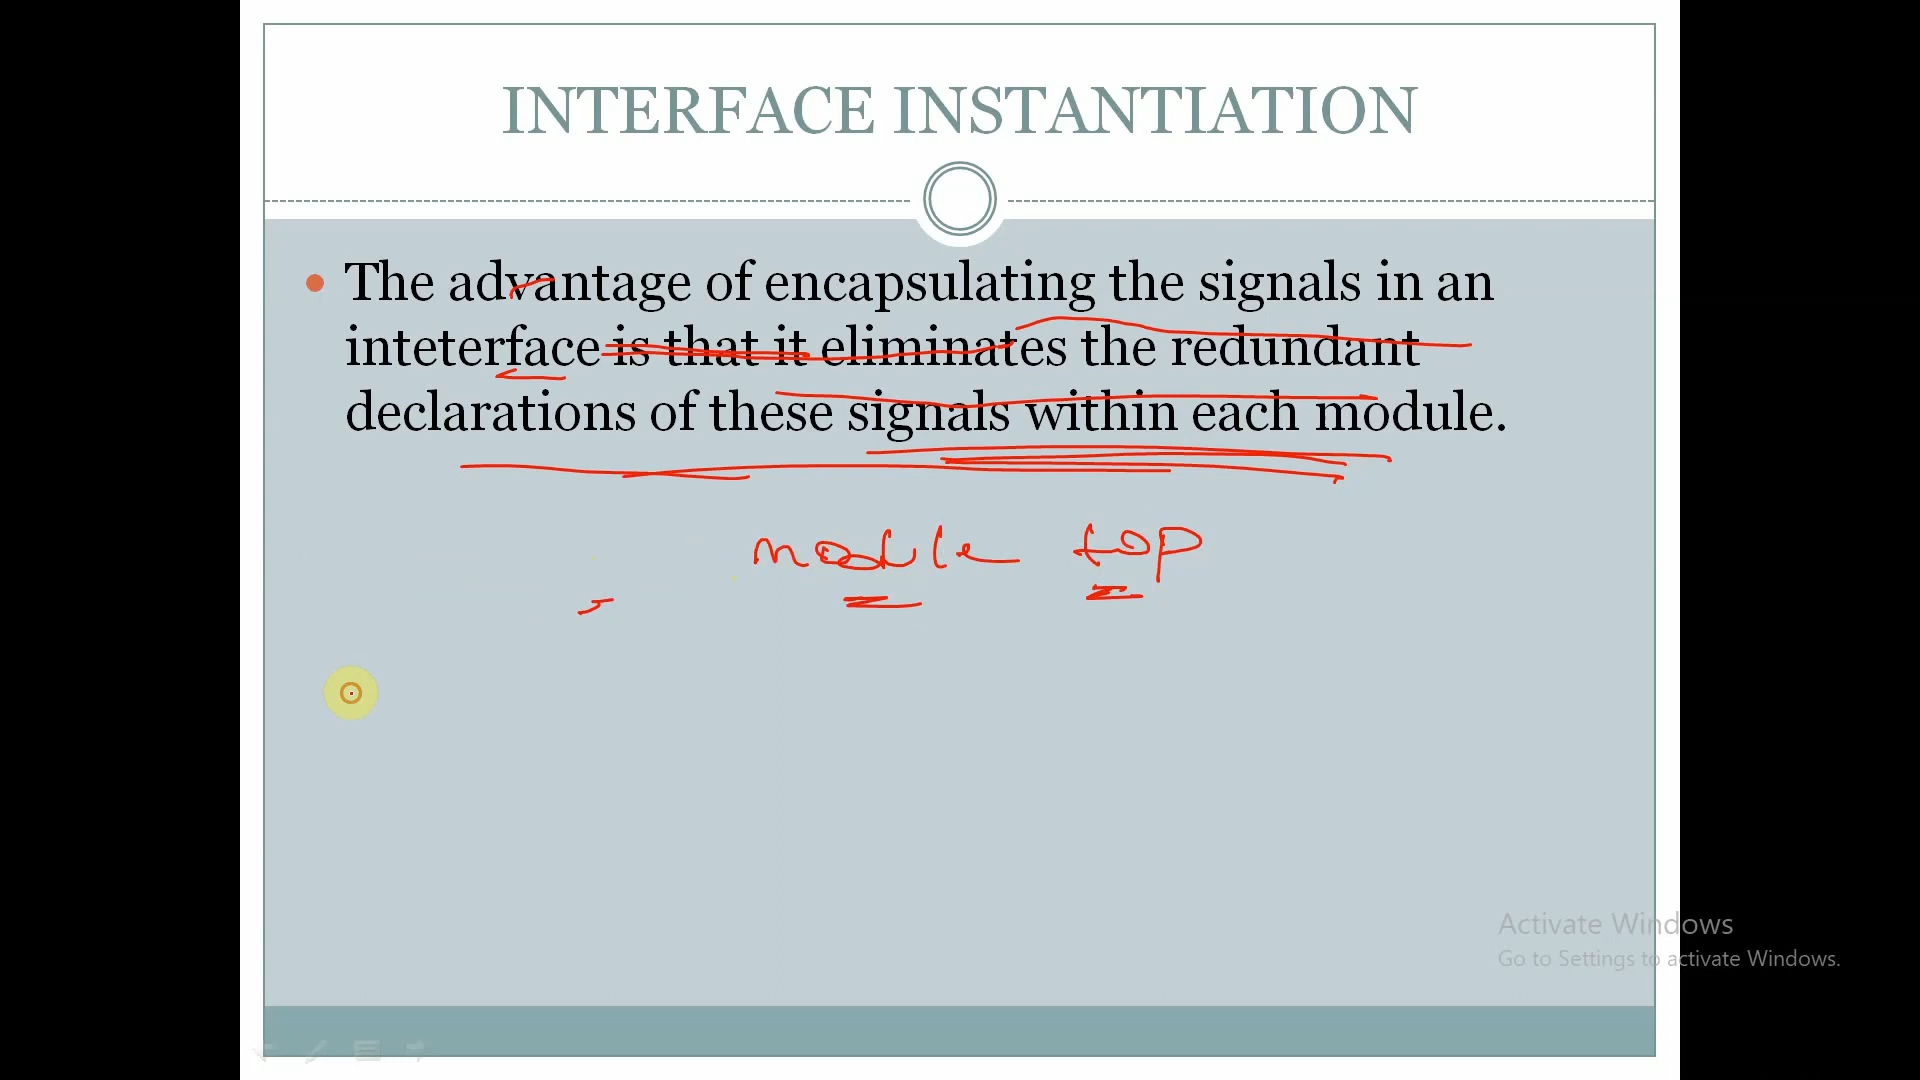 INTERFACE INSTANTIATION
The advantage of encapsulating the signals in an
inteterface is that it eliminates the redundant
declarations of these signals within each module.
module top
Activate Windows
Go to Settings to activate Windows.